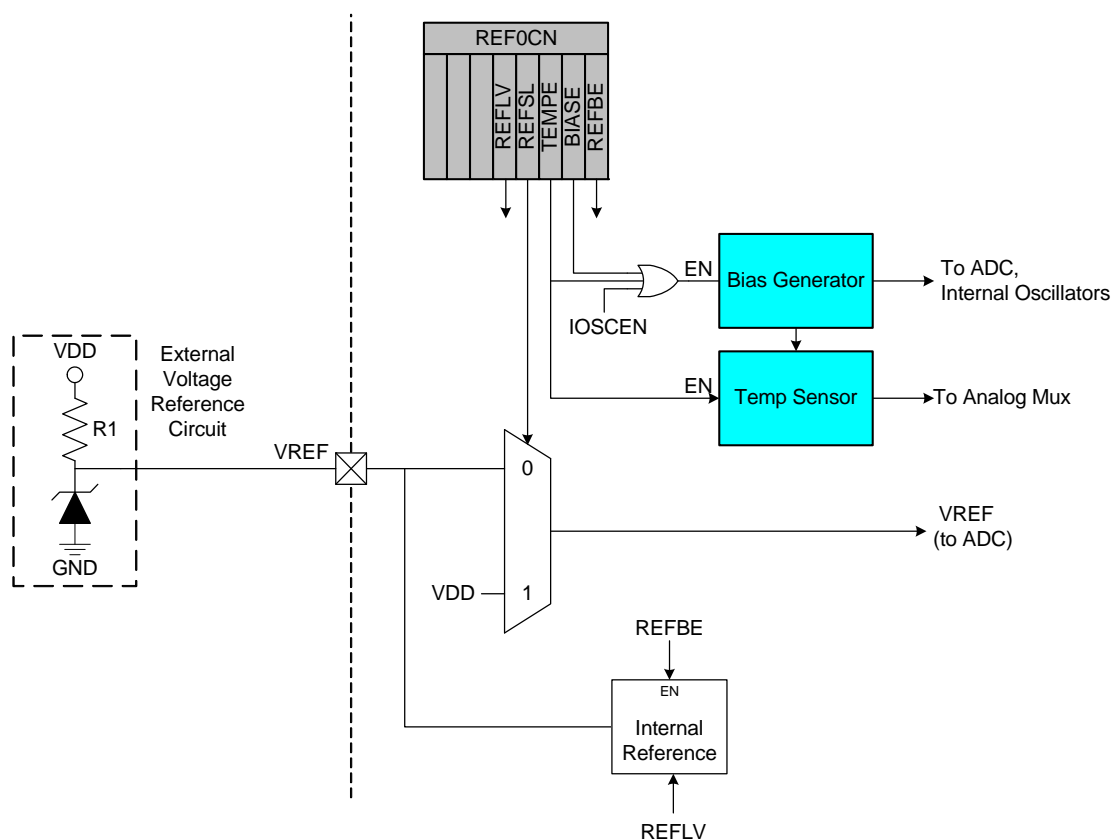 REF0CN
REFLV
REFSL
TEMPE
BIASE
REFBE
EN
Bias Generator
To ADC,
Internal Oscillators
IOSCEN
VDD
R1
GND
External
Voltage
Reference
Circuit
EN
Temp Sensor
To Analog Mux
VREF
0
1
VDD
VREF
(to ADC)
REFBE
EN
Internal
Reference
REFLV